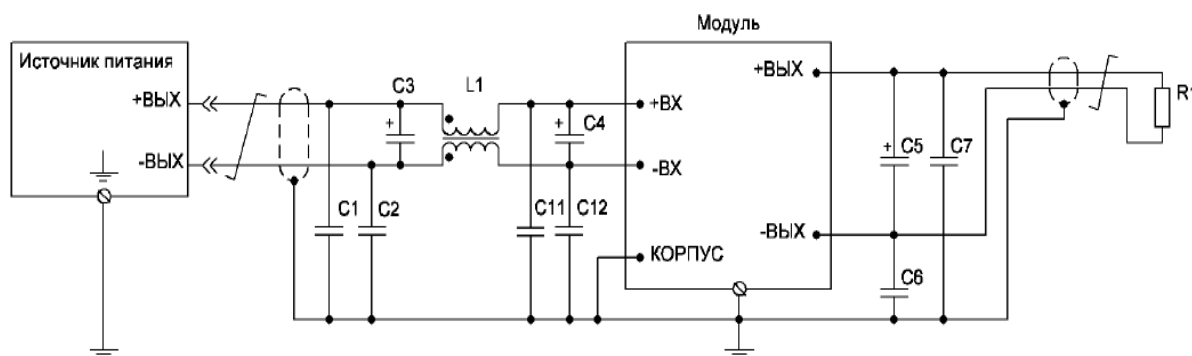 Модуль
Источник питания
+ВЫХ
-ВЫХ
C3
L1
+
C1
C2
C11
C12
+
C4
+ВХ
-ВХ
КОРПУС
+ВЫХ
-ВЫХ
+
C5
C7
C6